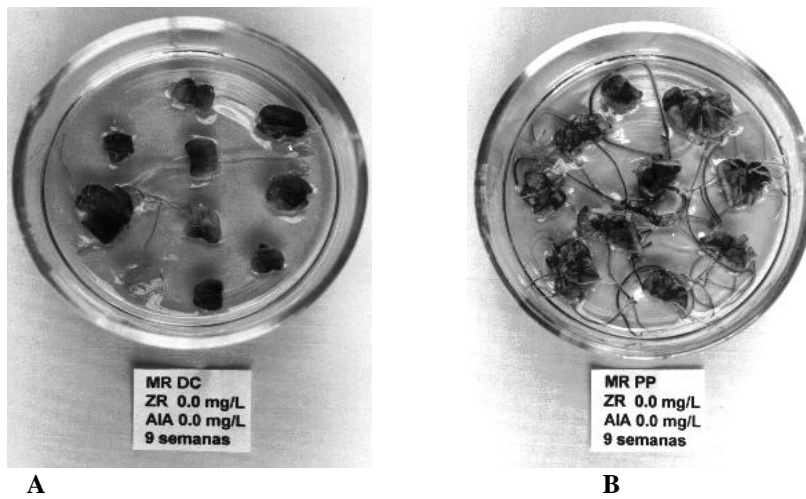 MR DC
ZR 0.0 mg/L
AIA 0.0 mg/L
9 semanas
MR PP
ZR 0.0 mg/L
AIA 0.0 mg/L
9 semanas
A
B